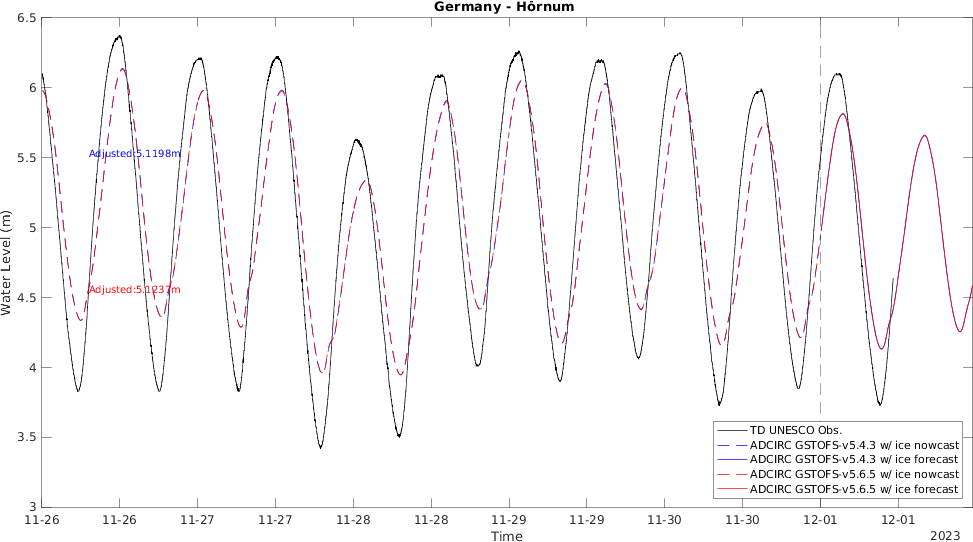 Germany - Hörnum
6.5
6
5.5
5
4.5
4
3.5
3
Water Level (m)
Adjusted:5.1198m
Adjusted:5.1237m
TD UNESCO Obs.
ADCIRC GSTOFS-v5.4.3 w/ ice nowcast
ADCIRC GSTOFS-v5.4.3 w/ ice forecast
ADCIRC GSTOFS-v5.6.5 w/ ice nowcast
ADCIRC GSTOFS-v5.6.5 w/ ice forecast
11-26 11-26 11-27 11-27 11-28 11-28 11-29 11-29 11-30 11-30 12-01 12-01
Time
2023